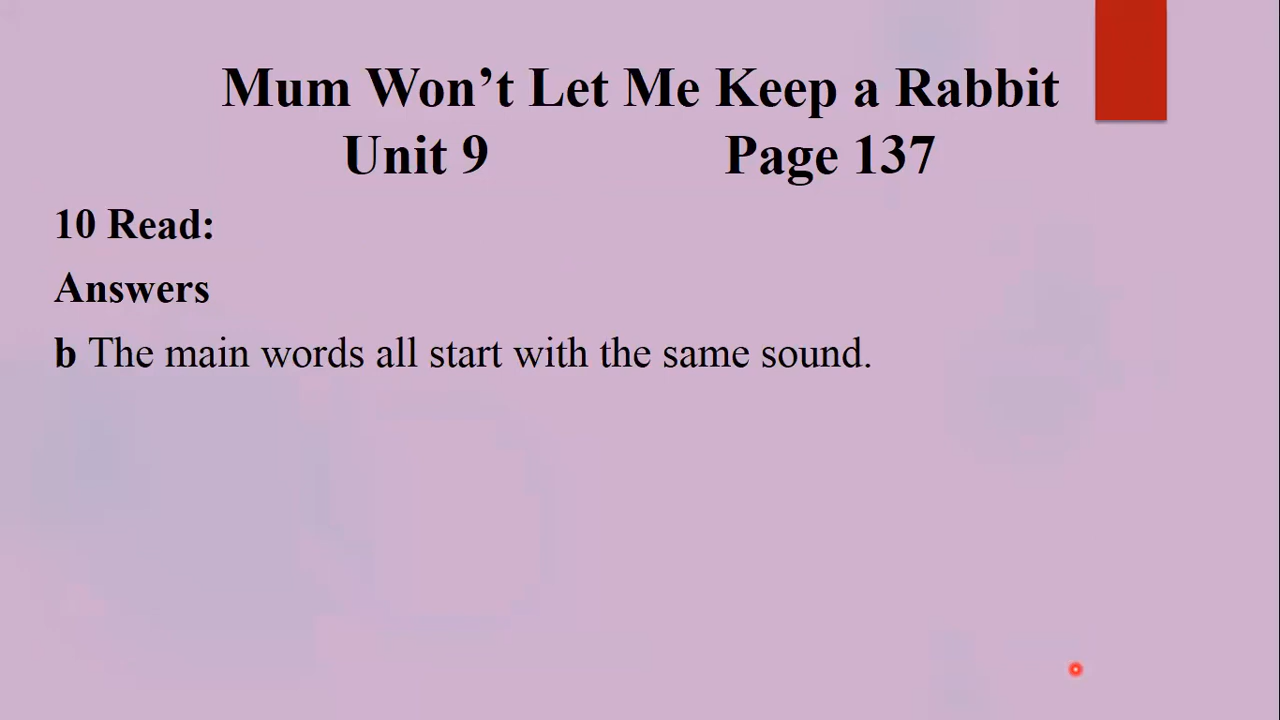 Mum Won’t Let Me Keep a Rabbit
Unit 9 Page 137
10 Read:
Answers
b The main words all start with the same sound.